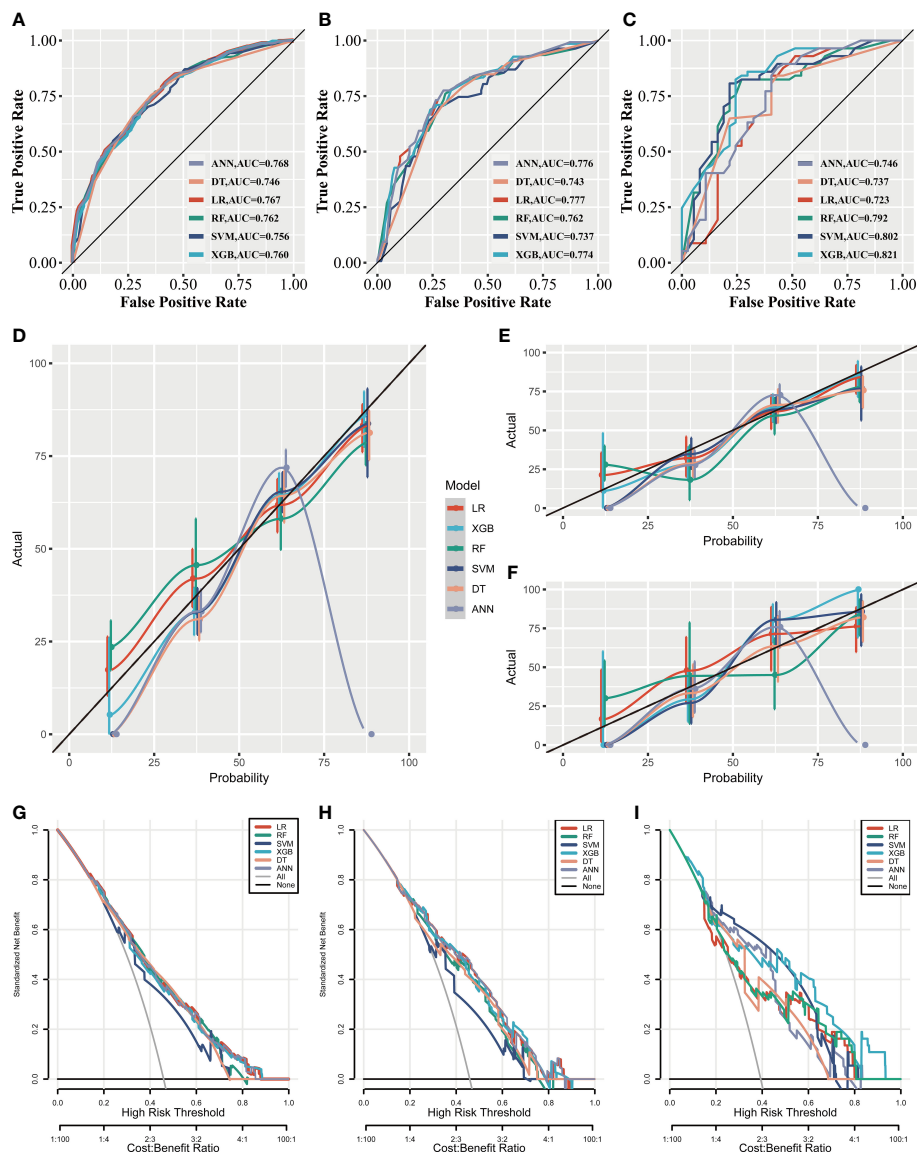 A
1.00
0.75
0.50
0.25
0.00
True Positive Rate
ANN,AUC=0.768
DT,AUC=0.746
LR,AUC=0.767
RF,AUC=0.762
SVM,AUC=0.756
XGB,AUC=0.760
0.00 0.25 0.50 0.75 1.00
False Positive Rate
B
1.00
0.75
0.50
0.25
0.00
True Positive Rate
ANN,AUC=0.776
DT,AUC=0.743
LR,AUC=0.777
RF,AUC=0.762
SVM,AUC=0.737
XGB,AUC=0.774
0.00 0.25 0.50 0.75 1.00
False Positive Rate
C
1.00
0.75
0.50
0.25
0.00
True Positive Rate
ANN,AUC=0.746
DT,AUC=0.737
LR,AUC=0.723
RF,AUC=0.792
SVM,AUC=0.802
XGB,AUC=0.821
0.00 0.25 0.50 0.75 1.00
False Positive Rate
D
100
75
50
25
0
Actual
0 25 50 75 100
Probability
Model
LR
XGB
RF
SVM
DT
ANN
E
100
75
50
25
0
Actual
0 25 50 75 100
Probability
F
100
75
50
25
0
Actual
0 25 50 75 100
Probability
G
1.0
0.8
0.6
0.4
0.2
0.0
Standardized Net Benefit
LR
RF
SVM
XGB
DT
ANN
All
None
0.0 0.2 0.4 0.6 0.8 1.0
High Risk Threshold
1:100 1:4 2:3 3:2 4:1 100:1
Cost:Benefit Ratio
H
1.0
0.8
0.6
0.4
0.2
0.0
Standardized Net Benefit
LR
RF
SVM
XGB
DT
ANN
All
None
0.0 0.2 0.4 0.6 0.8 1.0
High Risk Threshold
1:100 1:4 2:3 3:2 4:1 100:1
Cost:Benefit Ratio
I
1.0
0.8
0.6
0.4
0.2
0.0
Standardized Net Benefit
LR
RF
SVM
XGB
DT
ANN
All
None
0.0 0.2 0.4 0.6 0.8 1.0
High Risk Threshold
1:100 1:4 2:3 3:2 4:1 100:1
Cost:Benefit Ratio